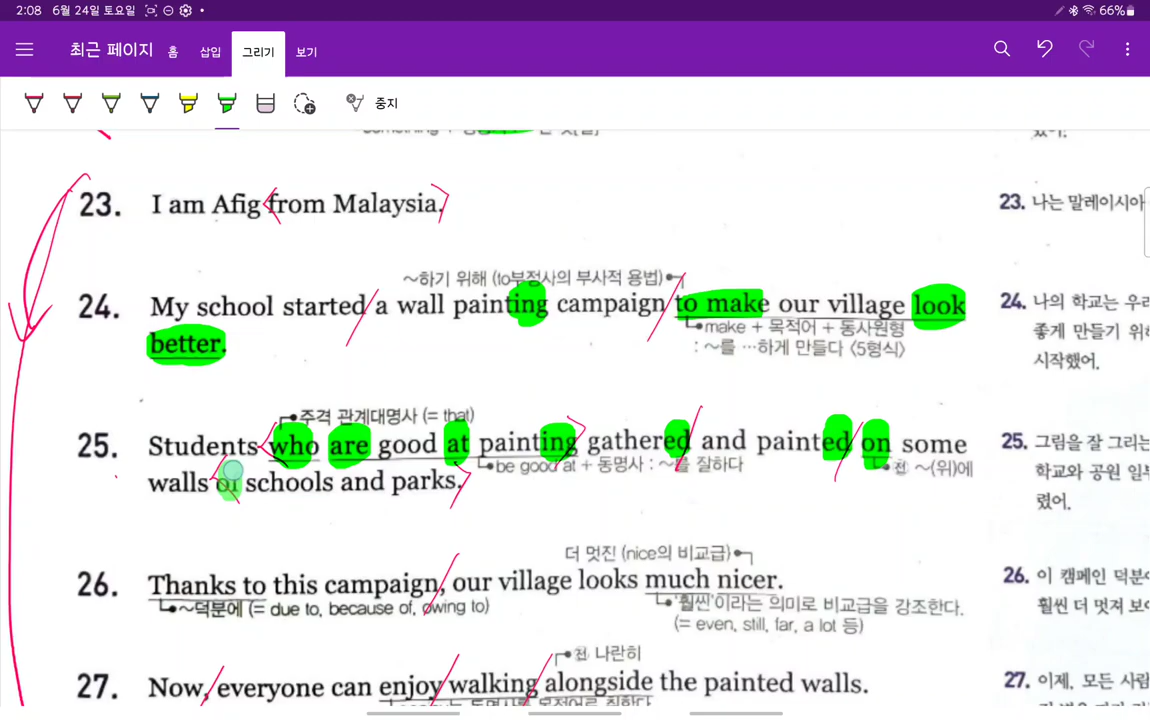 2:08 6월 24일 토요일 66%
최근 페이지 홈 삽입 그리기 보기
중지
23. I am Afig from Malaysia.
23. 나는 말레이시아
~하기 위해 (to부정사의 부사적 용법)
24. My school started a wall painting campaign to make our village look
24. 나의 학교는 우리
make + 목적어 + 동사원형
better.
좋게 만들기 위해
: ~를 …하게 만들다 〈5형식〉
시작했어.
주격 관계대명사 (= that)
25. Students who are good at painting gathered and painted on some
25. 그림을 잘 그리는
be good at + 동명사 : ~를 잘하다
전 ~(위)에
walls of schools and parks.
학교와 공원 일부
렸어.
더 멋진 (nice의 비교급)
26. Thanks to this campaign, our village looks much nicer.
26. 이 캠페인 덕분에
~덕분에 (= due to, because of, owing to)
'훨씬'이라는 의미로 비교급을 강조한다.
훨씬 더 멋져 보여
(= even, still, far, a lot 등)
전 나란히
27. Now, everyone can enjoy walking alongside the painted walls.
27. 이제, 모든 사람